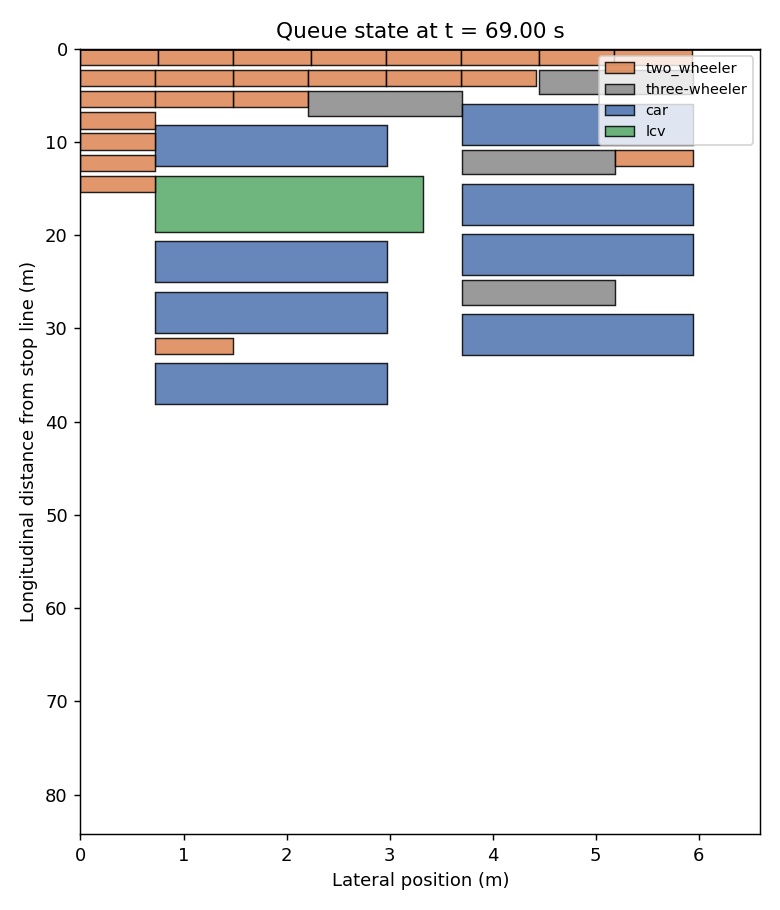 Queue state at t = 69.00 s
two_wheeler
three-wheeler
car
lcv
0
10
20
30
40
50
60
70
80
Longitudinal distance from stop line (m)
0 1 2 3 4 5 6
Lateral position (m)